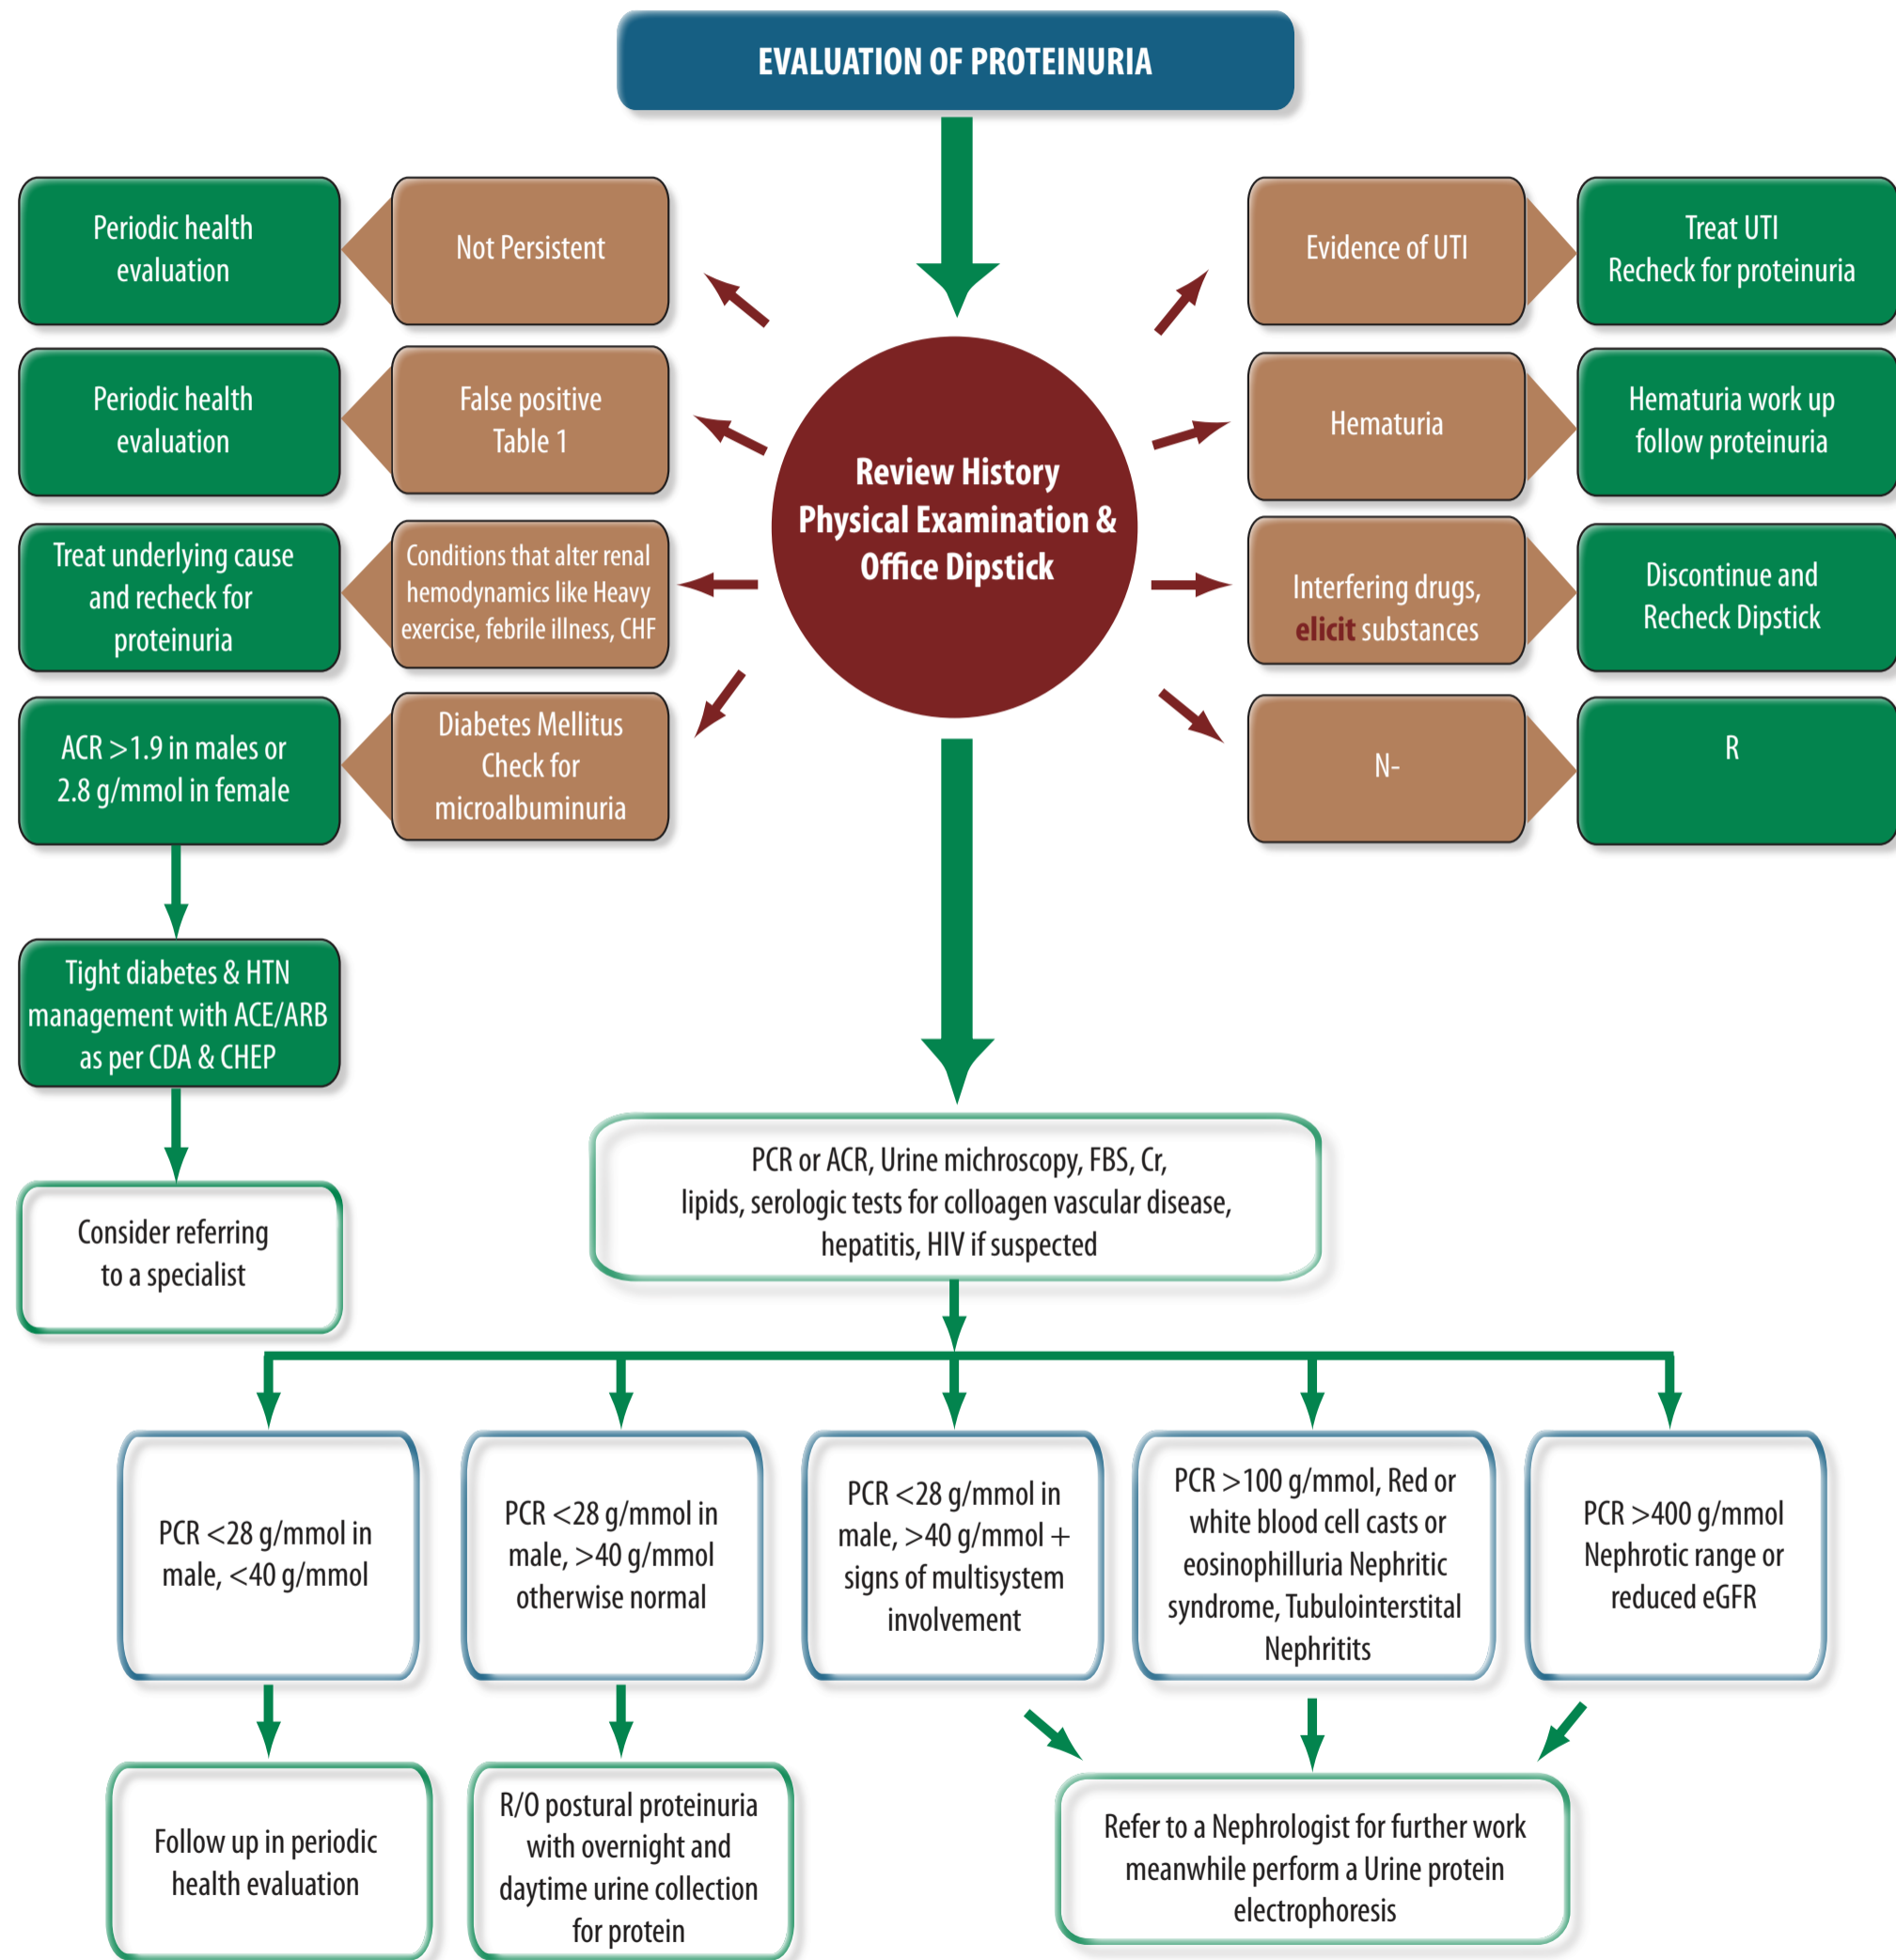 EVALUATION OF PROTEINURIA
Periodic health
evaluation
Not Persistent
Periodic health
evaluation
False positive
Table 1
Treat underlying cause
and recheck for
proteinuria
Conditions that alter renal
hemodynamics like Heavy
exercise, febrile illness, CHF
ACR >1.9 in males or
2.8 g/mmol in female
Diabetes Mellitus
Check for
microalbuminuria
Review History
Physical Examination &
Office Dipstick
Evidence of UTI
Treat UTI
Recheck for proteinuria
Hematuria
Hematuria work up
follow proteinuria
Interfering drugs,
elicit substances
Discontinue and
Recheck Dipstick
N-
R
Tight diabetes & HTN
management with ACE/ARB
as per CDA & CHEP
Consider referring
to a specialist
PCR or ACR, Urine michroscopy, FBS, Cr,
lipids, serologic tests for colloagen vascular disease,
hepatitis, HIV if suspected
PCR <28 g/mmol in
male, <40 g/mmol
PCR <28 g/mmol in
male, >40 g/mmol
otherwise normal
PCR <28 g/mmol in
male, >40 g/mmol +
signs of multisystem
involvement
PCR >100 g/mmol, Red or
white blood cell casts or
eosinophilluria Nephritic
syndrome, Tubulointerstital
Nephritits
PCR >400 g/mmol
Nephrotic range or
reduced eGFR
Follow up in periodic
health evaluation
R/O postural proteinuria
with overnight and
daytime urine collection
for protein
Refer to a Nephrologist for further work
meanwhile perform a Urine protein
electrophoresis